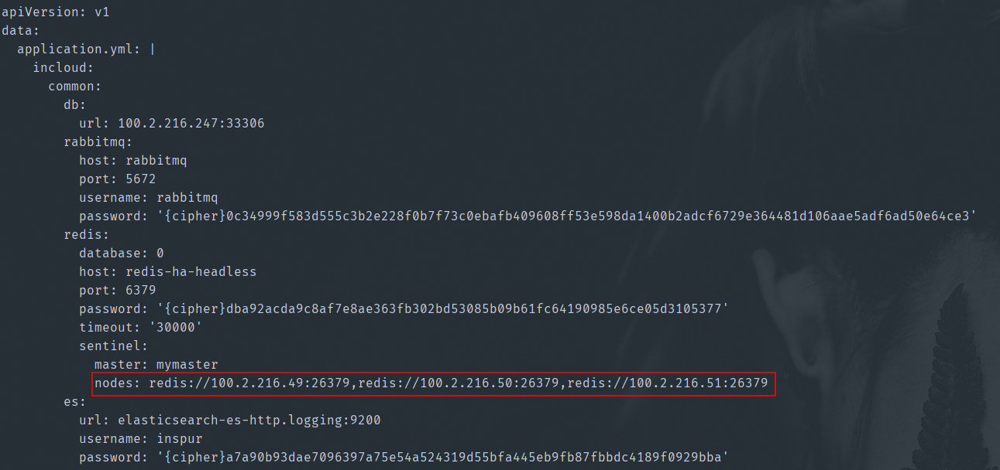 apiVersion: v1
data:
  application.yml: |
    incloud:
      common:
        db:
          url: 100.2.216.247:33306
        rabbitmq:
          host: rabbitmq
          port: 5672
          username: rabbitmq
          password: '{cipher}0c34999f583d555c3b2e228f0b7f73c0ebafb409608ff53e598da1400b2adcf6729e364481d106aae5adf6ad50e64ce3'
        redis:
          database: 0
          host: redis-ha-headless
          port: 6379
          password: '{cipher}dba92acda9c8af7e8ae363fb302bd53085b09b61fc64190985e6ce05d3105377'
          timeout: '30000'
          sentinel:
            master: mymaster
            nodes: redis://100.2.216.49:26379,redis://100.2.216.50:26379,redis://100.2.216.51:26379
        es:
          url: elasticsearch-es-http.logging:9200
          username: inspur
          password: '{cipher}a7a90b93dae7096397a75e54a524319d55bfa445eb9fb87fbbdc4189f0929bba'